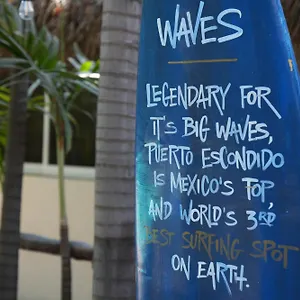 WAVES
LEGENDARY FOR
IT'S BIG WAVES,
PUERTO ESCONDIDO
IS MEXICO'S TOP,
AND WORLD'S 3RD
BEST SURFING SPOT
ON EARTH.